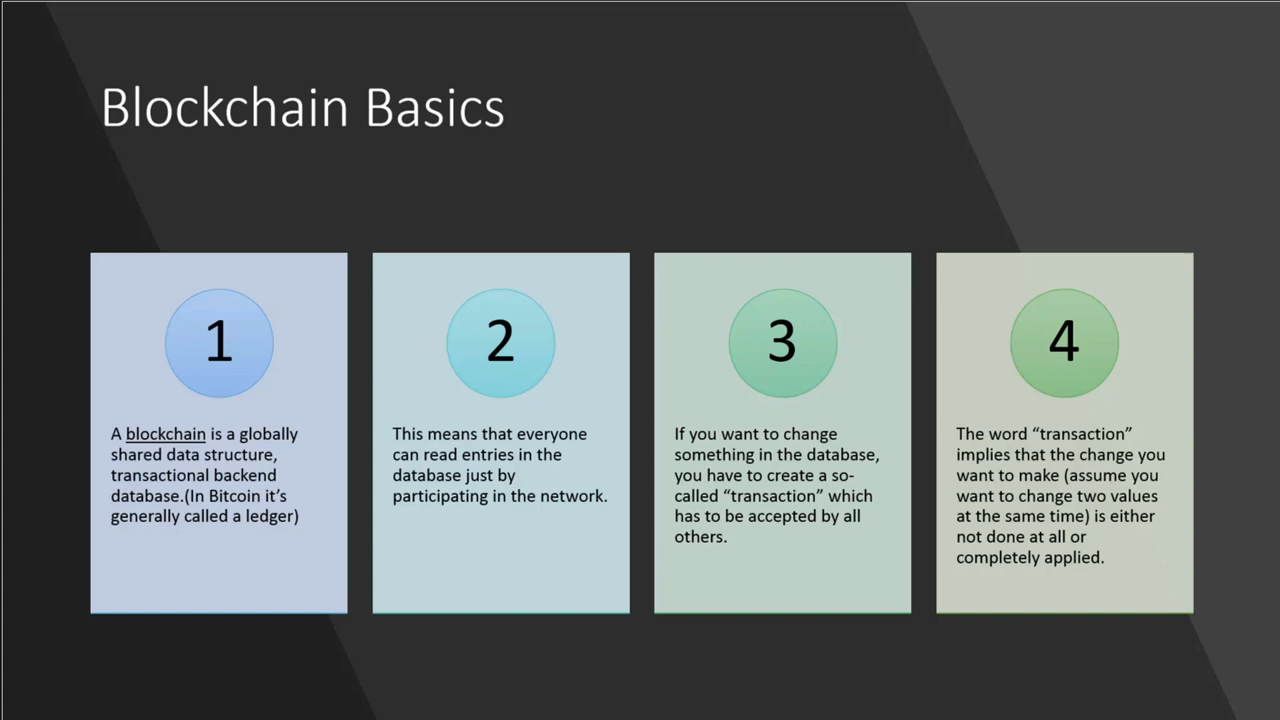 Blockchain Basics
1
A blockchain is a globally
shared data structure,
transactional backend
database.(In Bitcoin it’s
generally called a ledger)
2
This means that everyone
can read entries in the
database just by
participating in the network.
3
If you want to change
something in the database,
you have to create a so-
called “transaction” which
has to be accepted by all
others.
4
The word “transaction”
implies that the change you
want to make (assume you
want to change two values
at the same time) is either
not done at all or
completely applied.